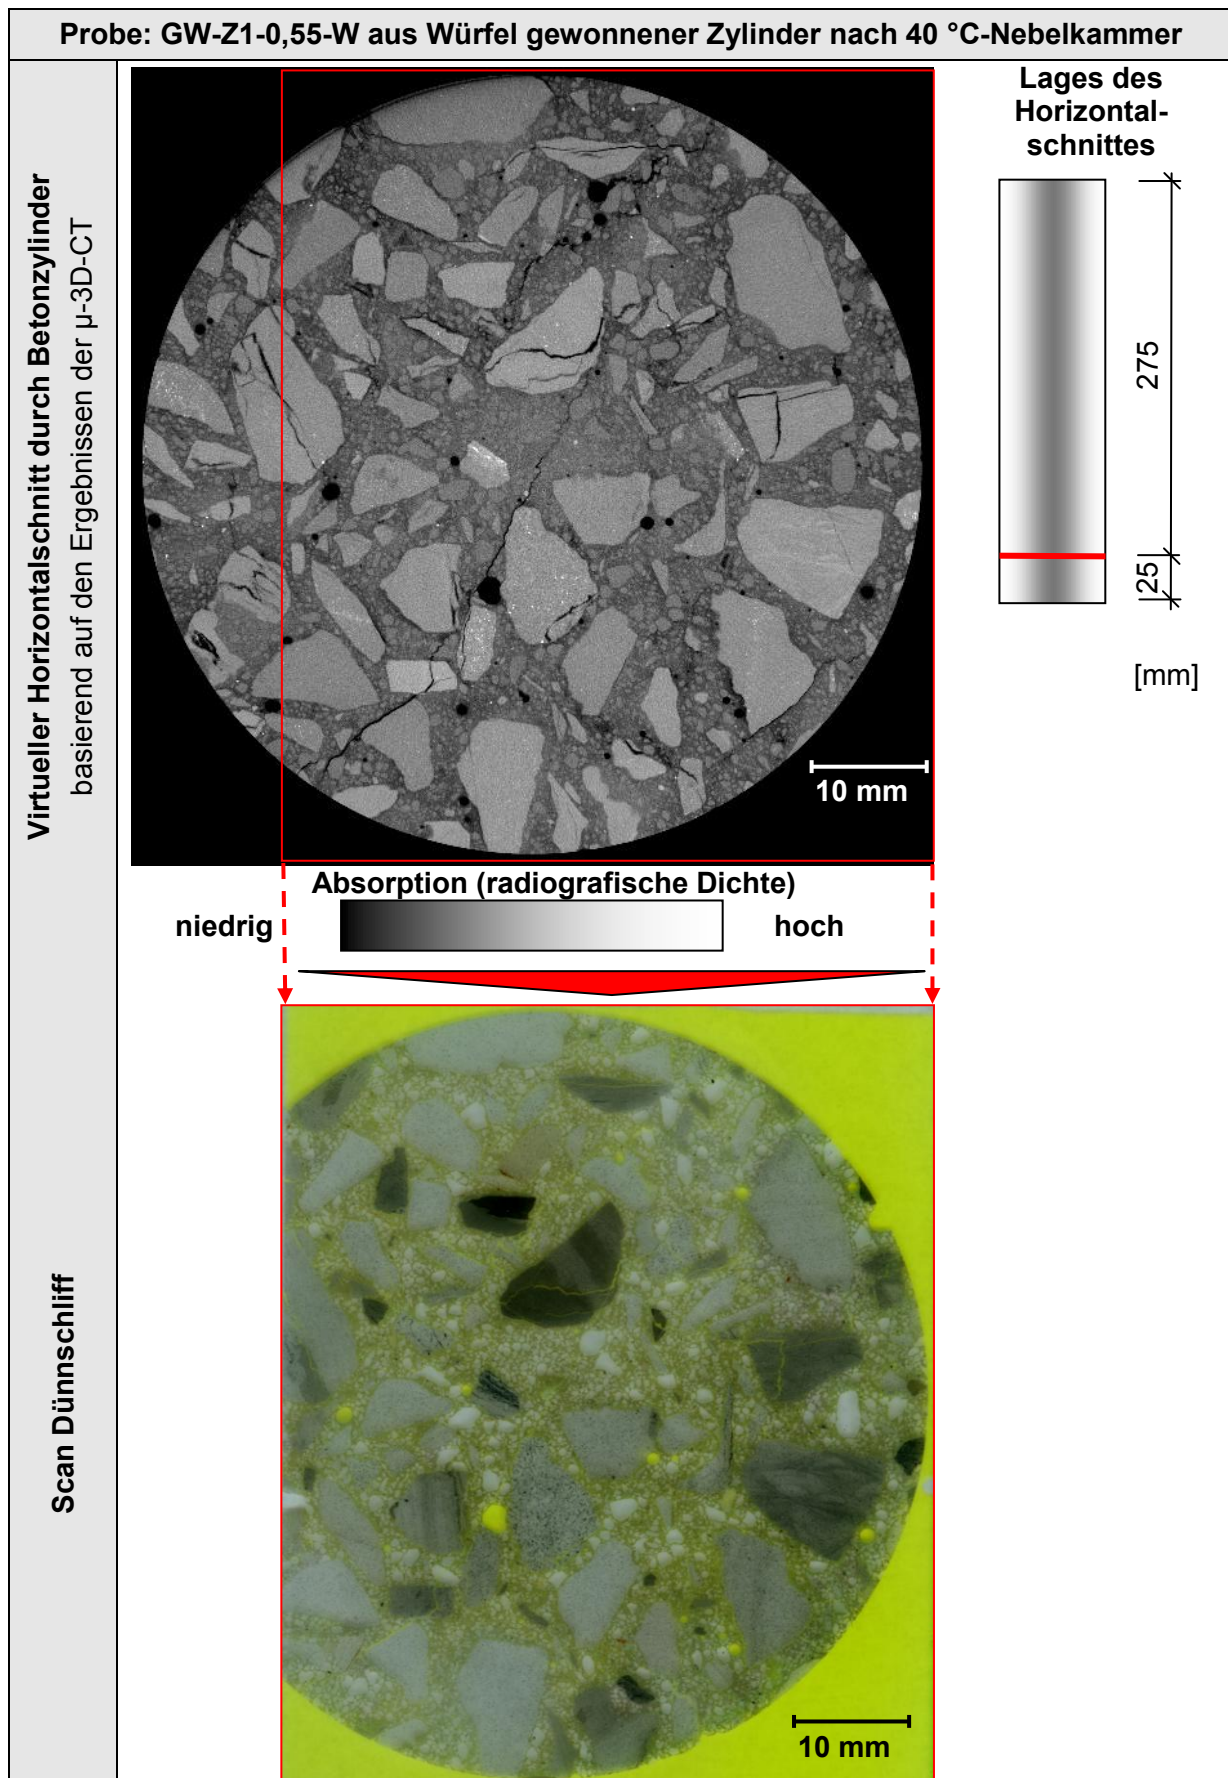 Probe: GW-Z1-0,55-W aus Würfel gewonnener Zylinder nach 40 °C-Nebelkammer
Virtueller Horizontalschnitt durch Betonzylinder
basierend auf den Ergebnissen der µ-3D-CT
10 mm
Lages des
Horizontal-
schnittes
275
25
[mm]
Absorption (radiografische Dichte)
niedrig
hoch
Scan Dünnschliff
10 mm